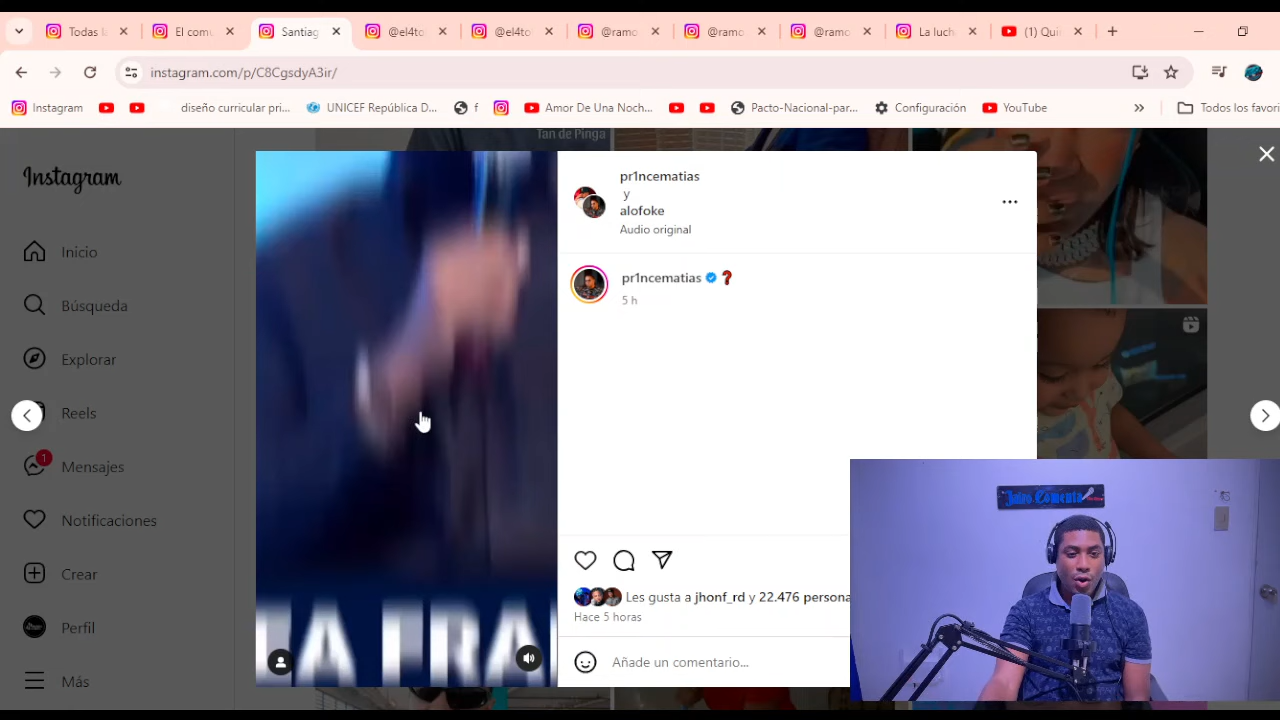 Todas l
El comu
Santiag
@el4to
@el4to
@ramo
@ramo
@ramo
La luch
(1) Qui
instagram.com/p/C8CgsdyA3ir/
Instagram
diseño curricular pri...
UNICEF República D...
f
Amor De Una Noch...
Pacto-Nacional-par...
Configuración
YouTube
»
Todos los favori
Tan de Pinga
Instagram
pr1ncematias
y
alofoke
Audio original
Inicio
pr1ncematias ❓
5 h
Búsqueda
Explorar
Reels
1
Mensajes
Notificaciones
Crear
Perfil
Más
Les gusta a jhonf_rd y 22.476 persona
Hace 5 horas
Añade un comentario...
TA FRA
Jairo Comenta